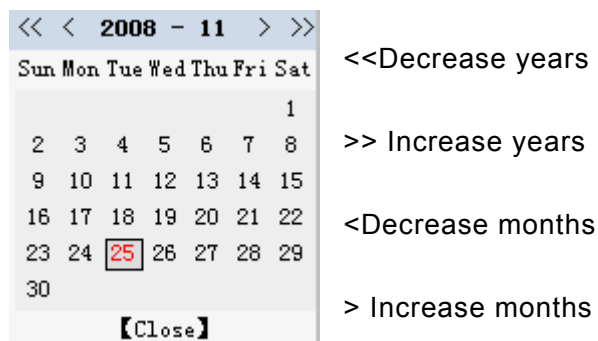 << < 2008 - 11 > >>
Sun Mon Tue Wed Thu Fri Sat
1
2 3 4 5 6 7 8
9 10 11 12 13 14 15
16 17 18 19 20 21 22
23 24 25 26 27 28 29
30
【Close】
<<Decrease years
>> Increase years
<Decrease months
> Increase months